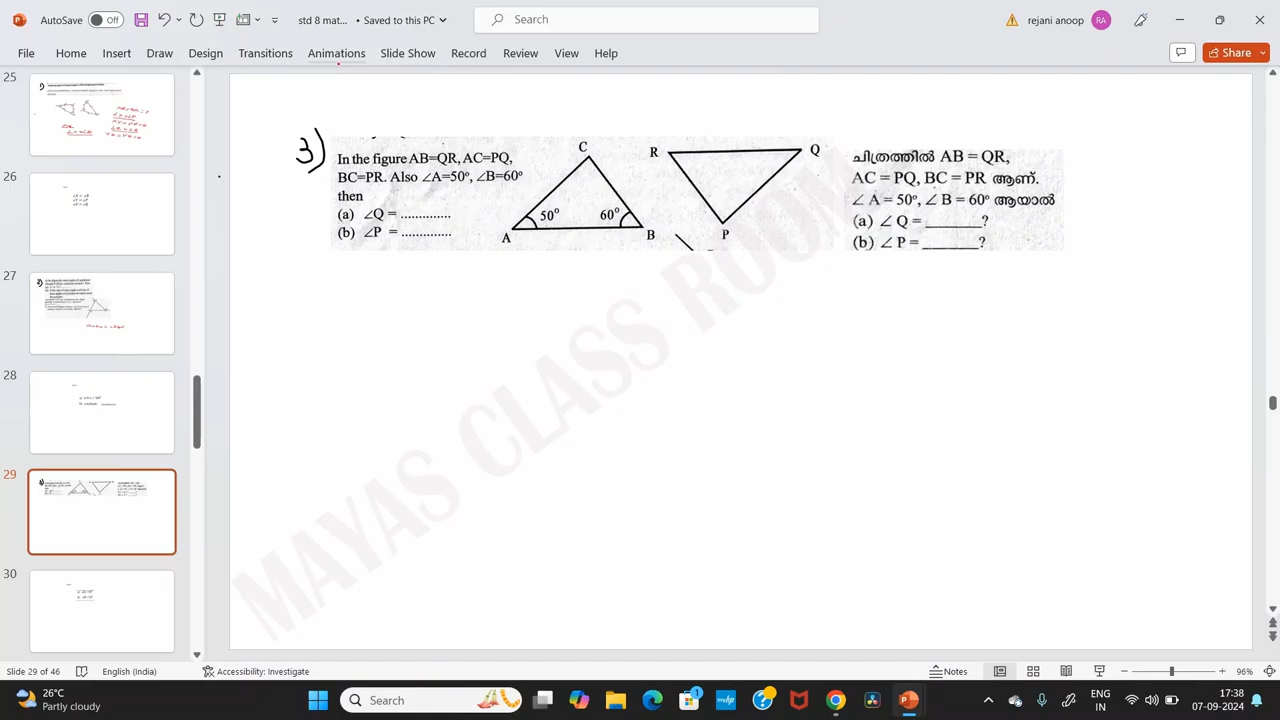 AutoSave
Off
std 8 mat... • Saved to this PC
Search
rejani anoop
RA
File Home Insert Draw Design Transitions Animations Slide Show Record Review View Help
Share
25
26
27
28
29
30
3)
In the figure AB=QR, AC=PQ,
BC=PR. Also ∠A=50°, ∠B=60°
then
(a) ∠Q = .............
(b) ∠P = .............
C
50°
60°
A
B
R
Q
P
ചിത്രത്തിൽ AB = QR,
AC = PQ, BC = PR ആണ്.
∠ A = 50°, ∠ B = 60° ആയാൽ
(a) ∠ Q = _______?
(b) ∠ P = ________?
MAYAS CLASS ROOM
Slide 29 of 46
English (India)
Accessibility: Investigate
Notes
96%
26°C
Partly cloudy
Search
ENG
IN
17:38
07-09-2024